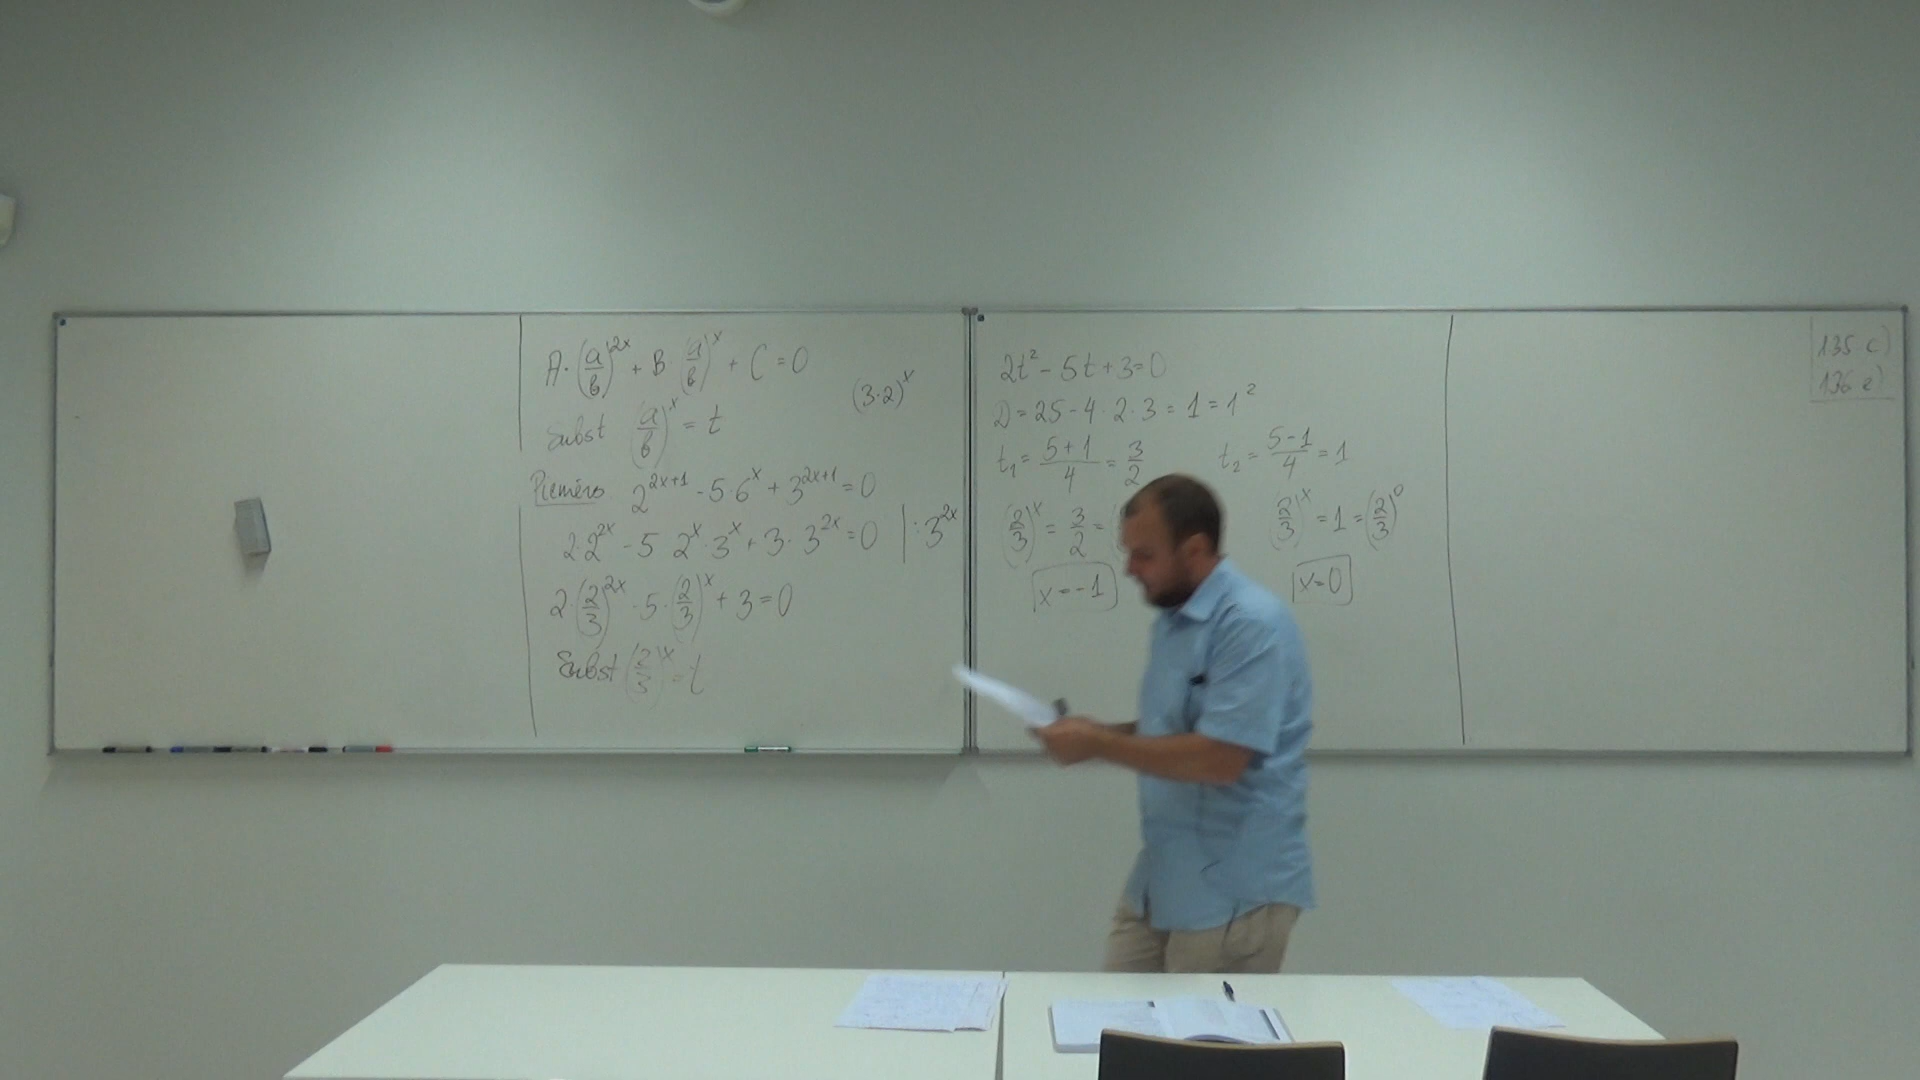 A·(a/b)^2x + B (a/b)^x + C = 0
(3·2)^x
Subst (a/b)^x = t
Piemērs 2^2x+1 - 5·6^x + 3^2x+1 = 0
2·2^2x - 5 2^x·3^x + 3·3^2x = 0 | : 3^2x
2·(2/3)^2x - 5·(2/3)^x + 3 = 0
Subst (2/3)^x = t
2t² - 5t + 3 = 0
D = 25 - 4·2·3 = 1 = 1²
t₁ = (5+1)/4 = 3/2 t₂ = (5-1)/4 = 1
(2/3)^x = 3/2 = ( (2/3)^x = 1 = (2/3)^0
x = -1 x = 0
135 c)
136 e)